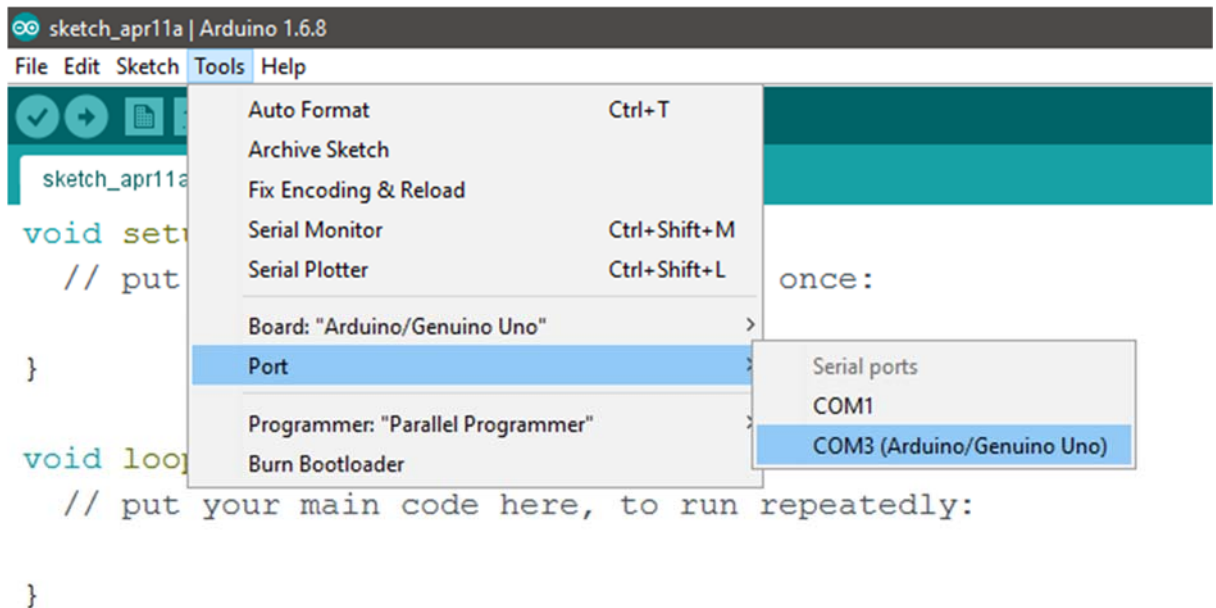 sketch_apr11a | Arduino 1.6.8
File Edit Sketch Tools Help
Auto Format Ctrl+T
Archive Sketch
sketch_apr11a
Fix Encoding & Reload
void setu
Serial Monitor Ctrl+Shift+M
Serial Plotter Ctrl+Shift+L
// put once:
Board: "Arduino/Genuino Uno" >
}
Port
Serial ports
COM1
COM3 (Arduino/Genuino Uno)
Programmer: "Parallel Programmer"
Burn Bootloader
void loop
// put your main code here, to run repeatedly:
}